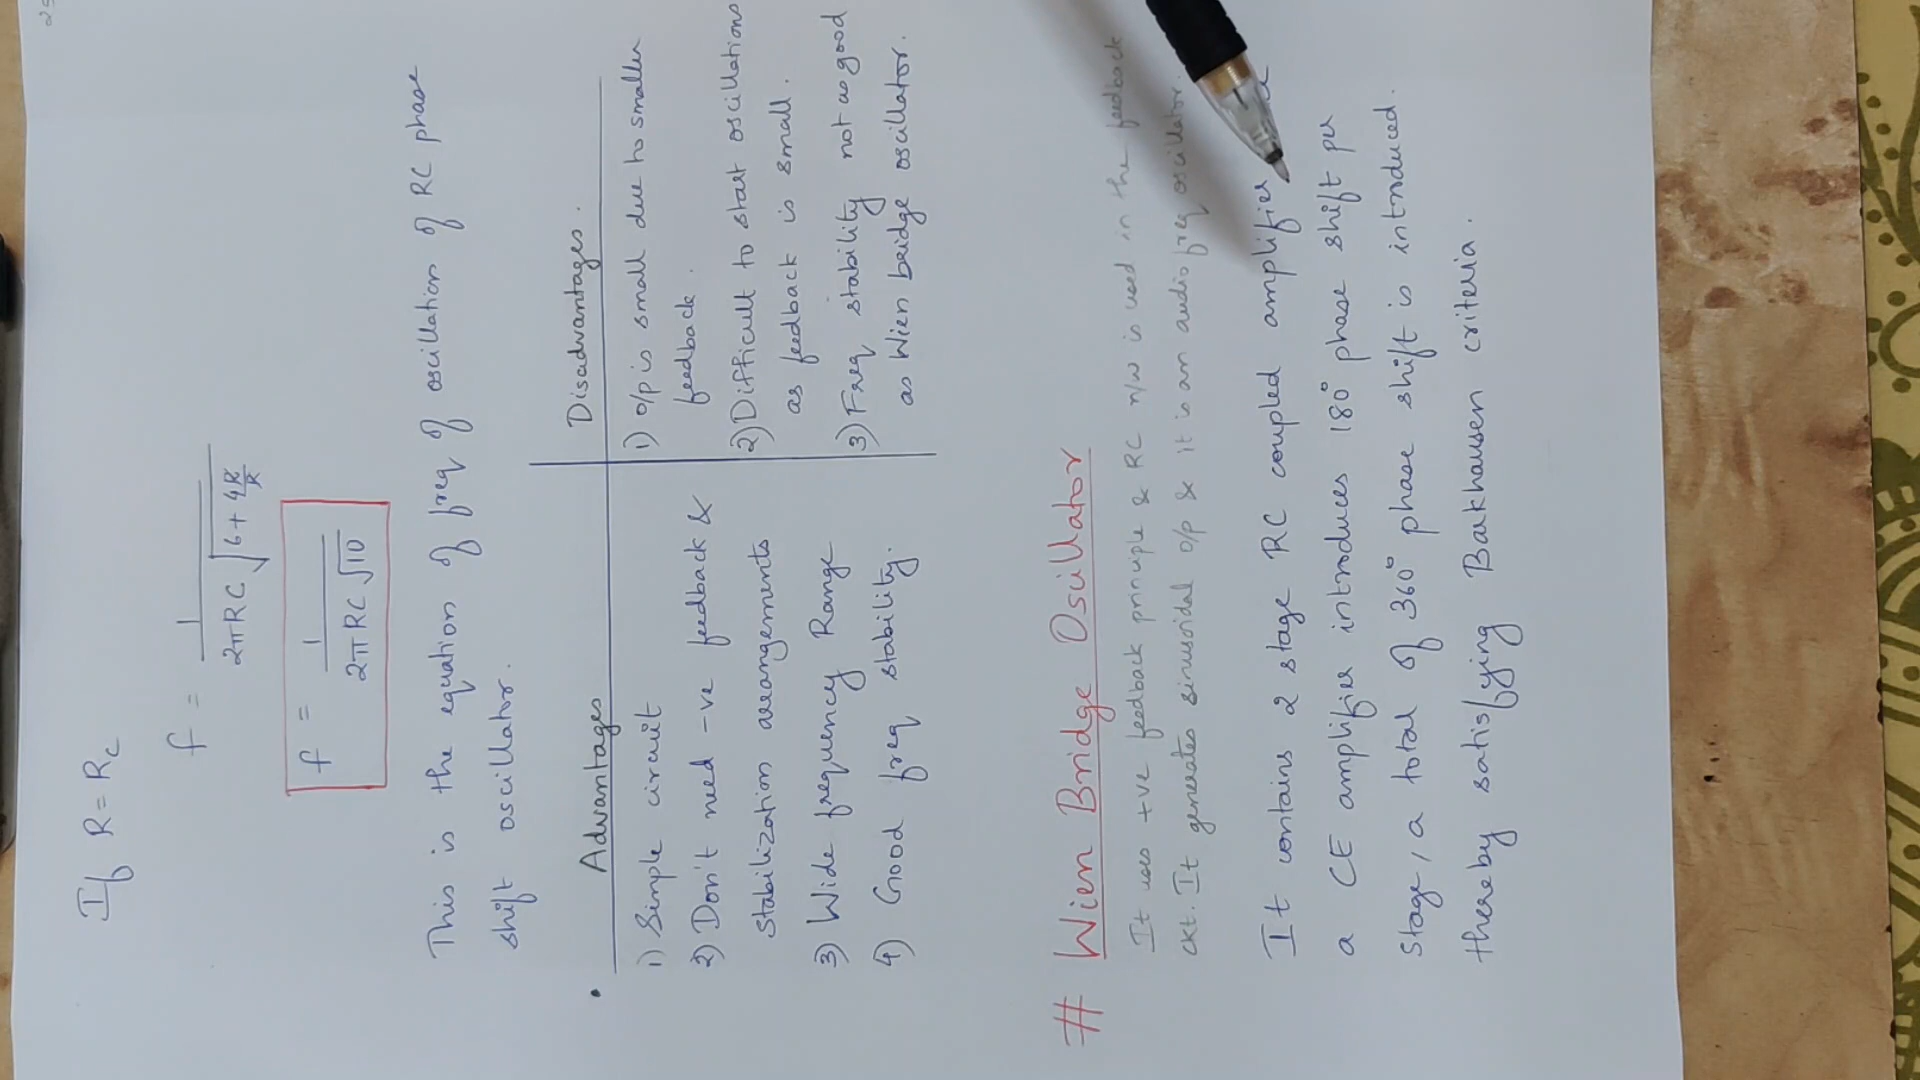 If R = Rc
f = 1 / 2πRC √6 + 4R/R
f = 1 / 2πRC √10
This is the equation of freq of oscillation of RC phase
shift oscillator.
Advantages
1) Simple circuit
2) Don't need -ve feedback &
stabilization arrangements
3) Wide frequency Range
4) Good freq stability.
Disadvantages.
1) o/p is small due to smaller
feedback.
2) Difficult to start oscillations
as feedback is small.
3) Freq stability not as good
as Wien bridge oscillator.
# Wien Bridge Oscillator
It uses +ve feedback principle & RC n/w is used in the feedback
ckt. It generates sinusoidal o/p & it is an audio freq oscillator.
It contains 2 stage RC coupled amplifier
a CE amplifier introduces 180° phase shift per
stage, a total of 360° phase shift is introduced.
thereby satisfying Barkhausen criteria.